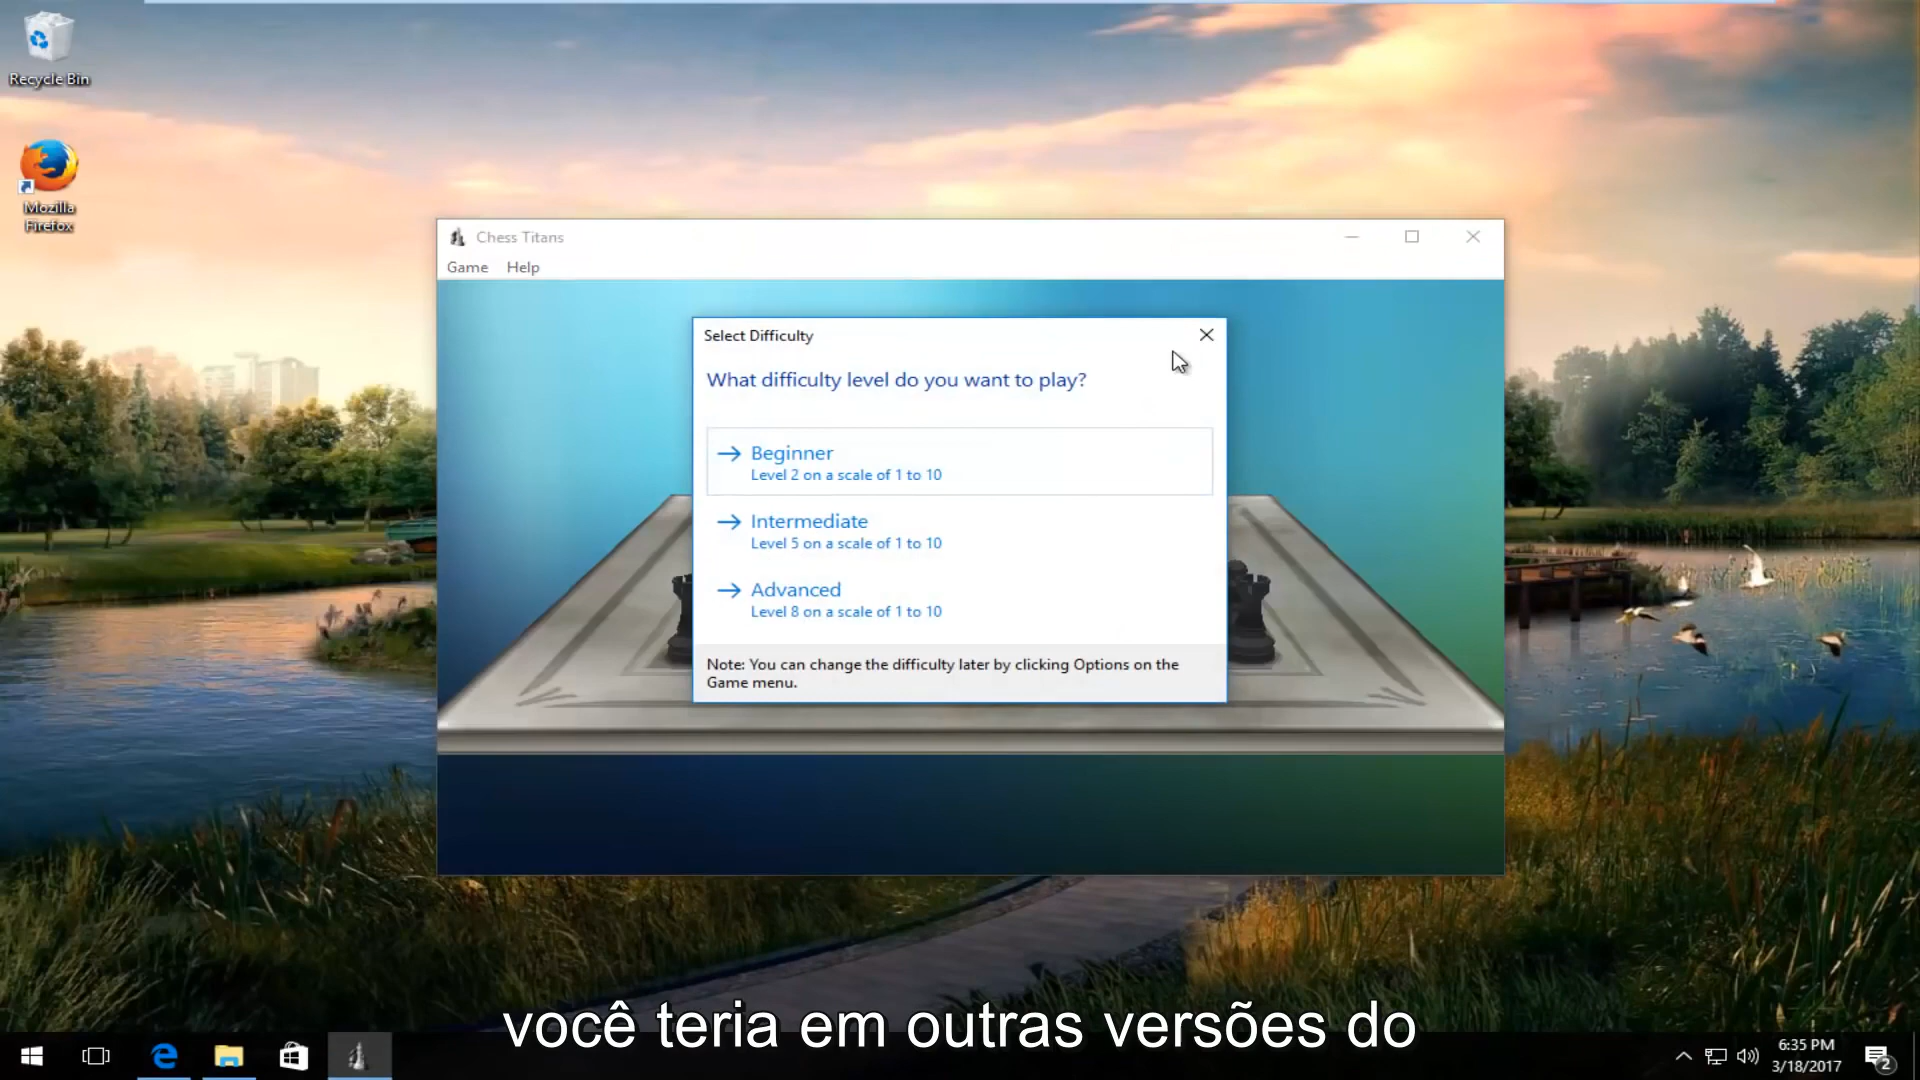 Recycle Bin
Mozilla
Firefox
Chess Titans
Game Help
Select Difficulty
What difficulty level do you want to play?
Beginner
Level 2 on a scale of 1 to 10
Intermediate
Level 5 on a scale of 1 to 10
Advanced
Level 8 on a scale of 1 to 10
Note: You can change the difficulty later by clicking Options on the
Game menu.
você teria em outras versões do
6:35 PM
3/18/2017
2